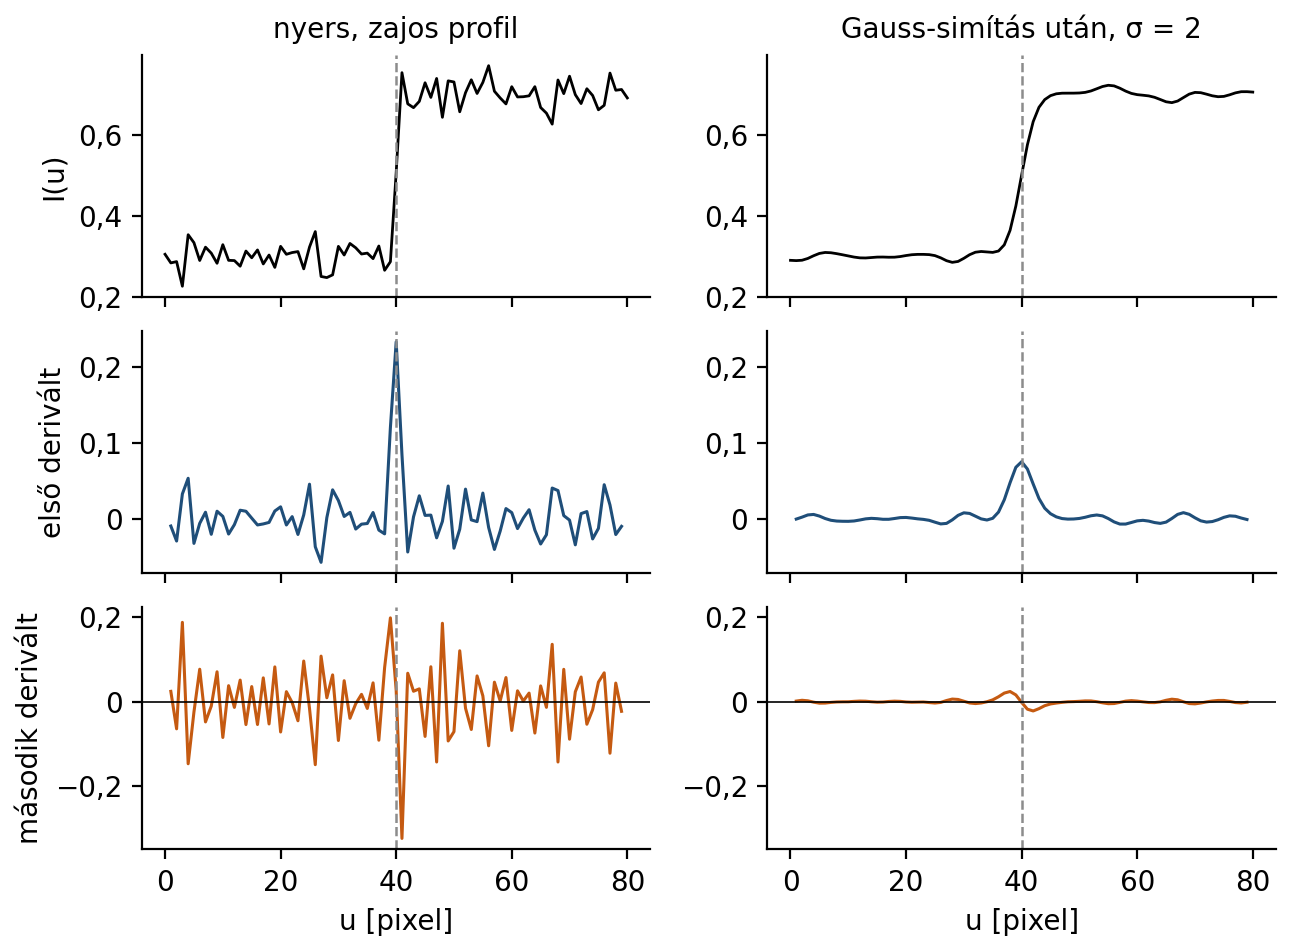 nyers, zajos profil
Gauss-simítás után, σ = 2
I(u)
0,6
0,4
0,2
0,6
0,4
0,2
első derivált
0,2
0,1
0
0,2
0,1
0
második derivált
0,2
0
−0,2
0,2
0
−0,2
0 20 40 60 80
0 20 40 60 80
u [pixel]
u [pixel]